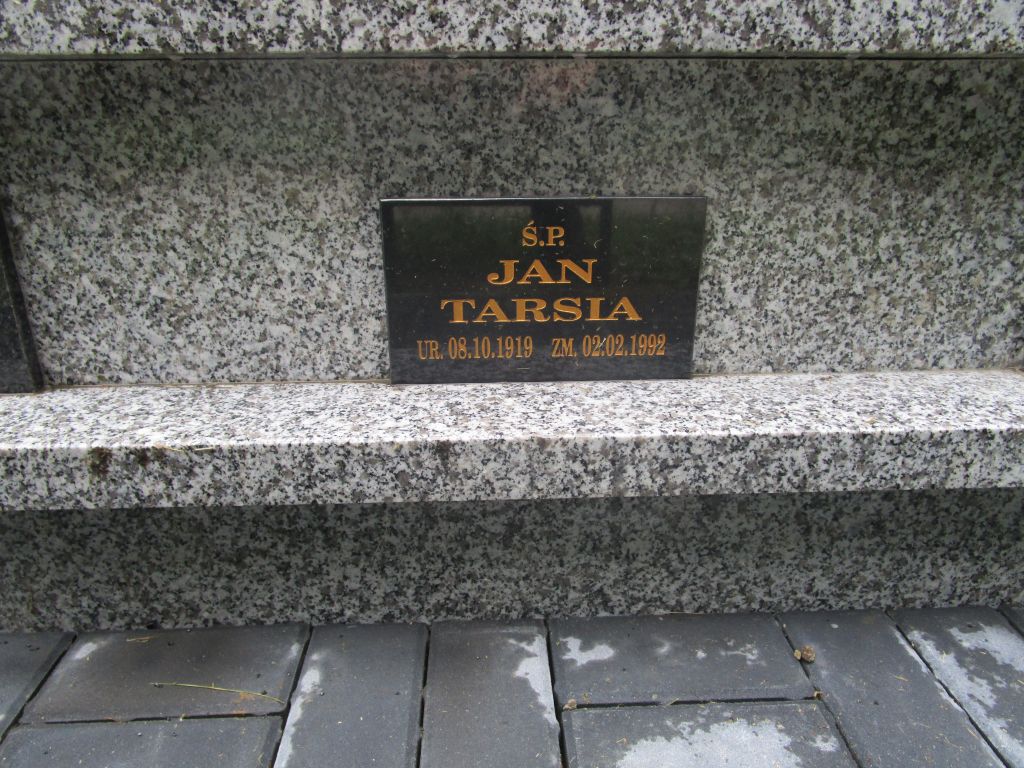 Ś.P.
JAN
TARSIA
UR. 08.10.1919 ZM. 02.02.1992